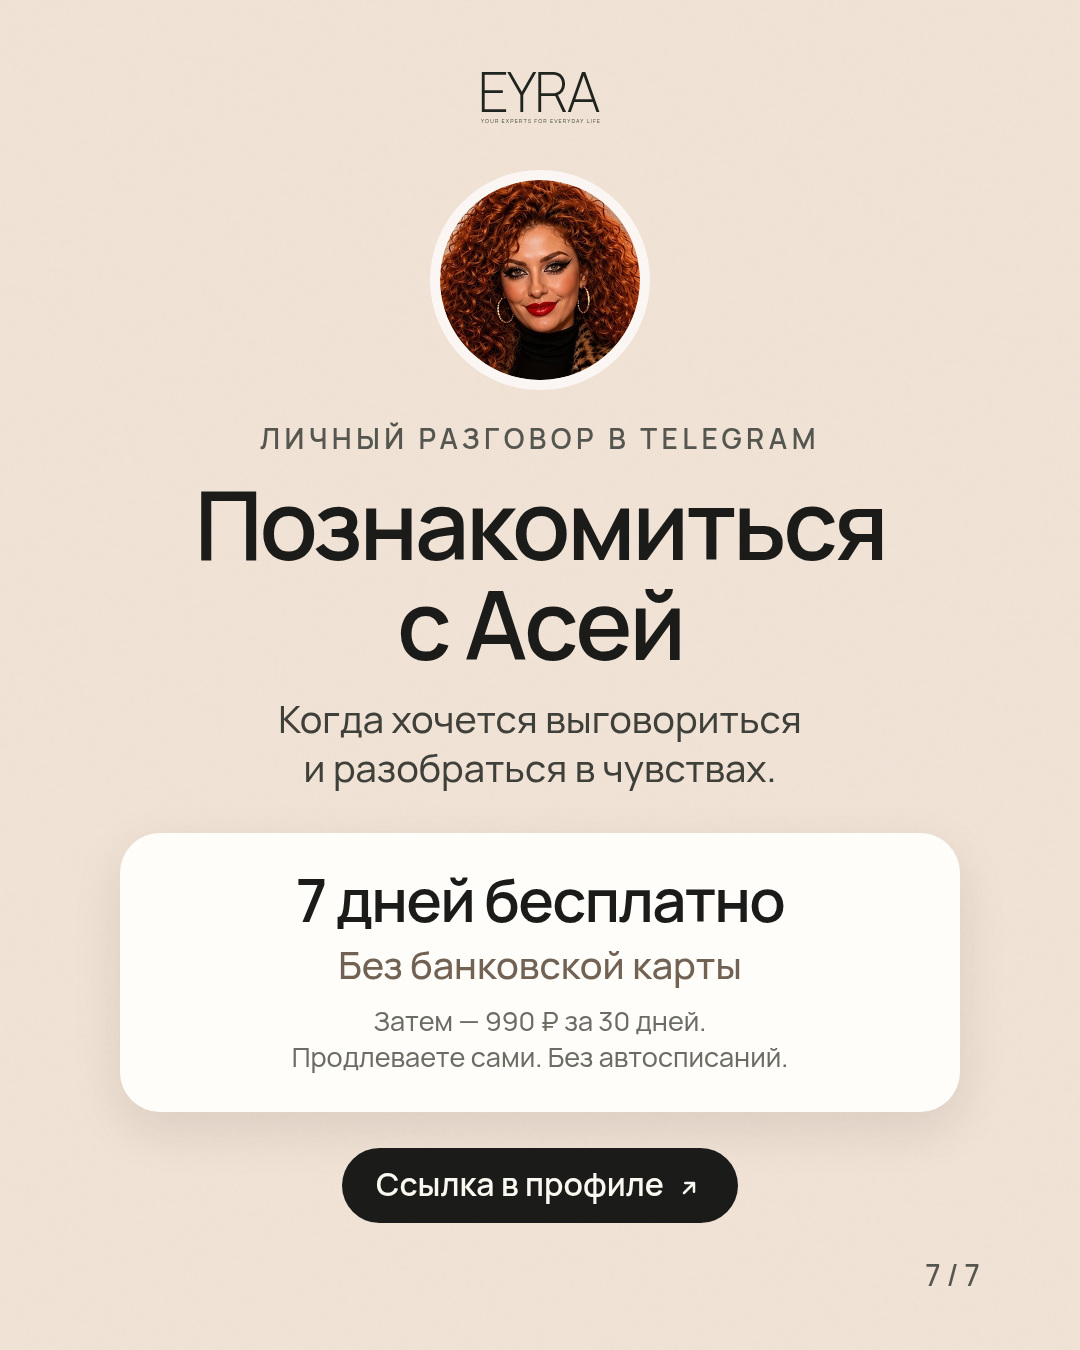 EYRA
YOUR EXPERTS FOR EVERYDAY LIFE
ЛИЧНЫЙ РАЗГОВОР В TELEGRAM
Познакомиться
с Асей
Когда хочется выговориться
и разобраться в чувствах.
7 дней бесплатно
Без банковской карты
Затем — 990 ₽ за 30 дней.
Продлеваете сами. Без автосписаний.
Ссылка в профиле ↗
7 / 7